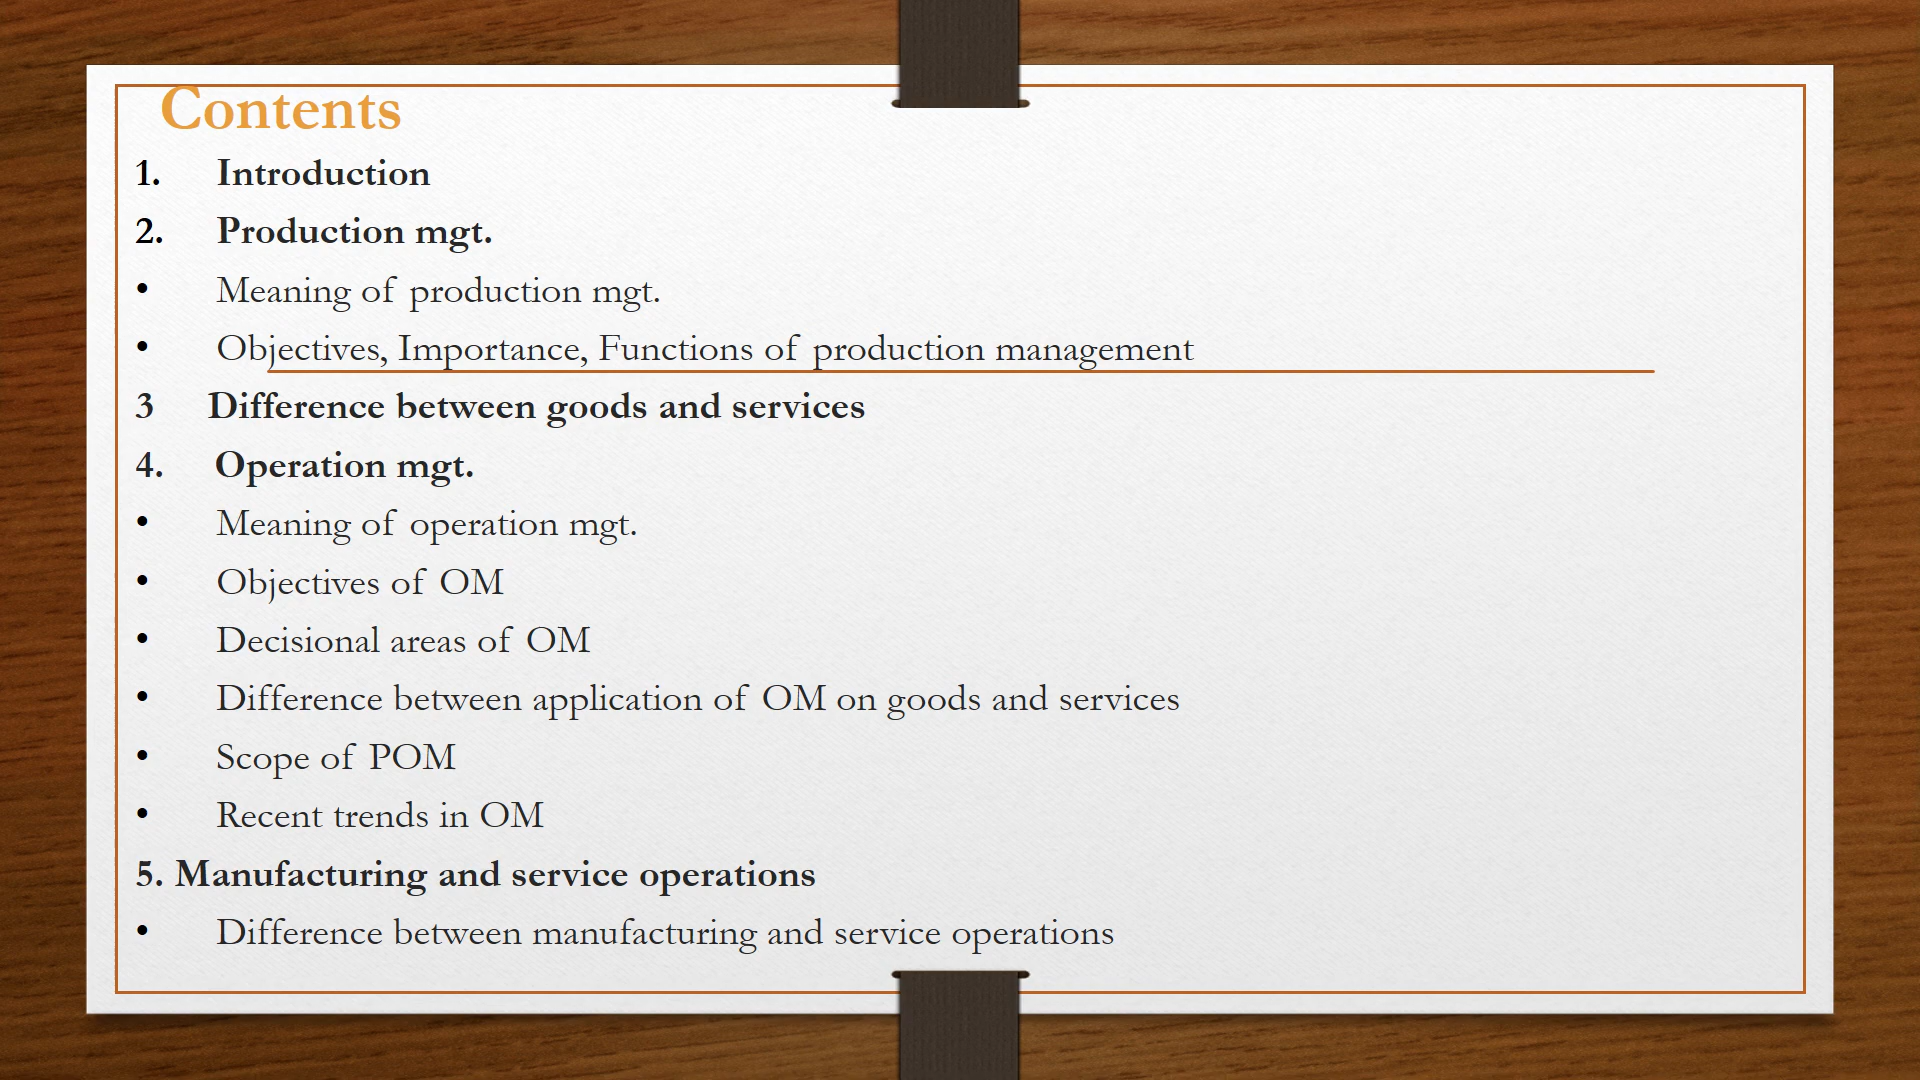 Contents
1. Introduction
2. Production mgt.
• Meaning of production mgt.
• Objectives, Importance, Functions of production management
3 Difference between goods and services
4. Operation mgt.
• Meaning of operation mgt.
• Objectives of OM
• Decisional areas of OM
• Difference between application of OM on goods and services
• Scope of POM
• Recent trends in OM
5. Manufacturing and service operations
• Difference between manufacturing and service operations